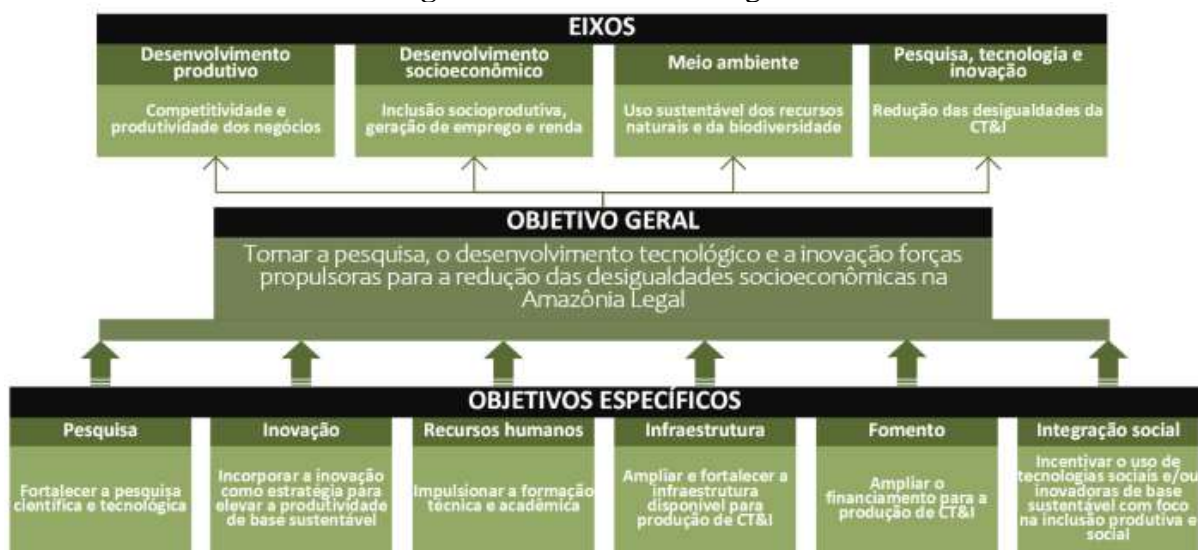 EIXOS
Desenvolvimento
produtivo
Competitividade e
produtividade dos negócios
Desenvolvimento
socioeconômico
Inclusão socioprodutiva,
geração de emprego e renda
Meio ambiente
Uso sustentável dos recursos
naturais e da biodiversidade
Pesquisa, tecnologia e
inovação
Redução das desigualdades da
CT&I
OBJETIVO GERAL
Tornar a pesquisa, o desenvolvimento tecnológico e a inovação forças
propulsoras para a redução das desigualdades socioeconômicas na
Amazônia Legal
OBJETIVOS ESPECÍFICOS
Pesquisa
Fortalecer a pesquisa
científica e tecnológica
Inovação
Incorporar a inovação
como estratégia para
elevar a produtividade
de base sustentável
Recursos humanos
Impulsionar a formação
técnica e acadêmica
Infraestrutura
Ampliar e fortalecer a
infraestrutura
disponível para
produção de CT&I
Fomento
Ampliar o
financiamento para a
produção de CT&I
Integração social
Incentivar o uso de
tecnologias sociais e/ou
inovadoras de base
sustentável com foco
na inclusão produtiva e
social